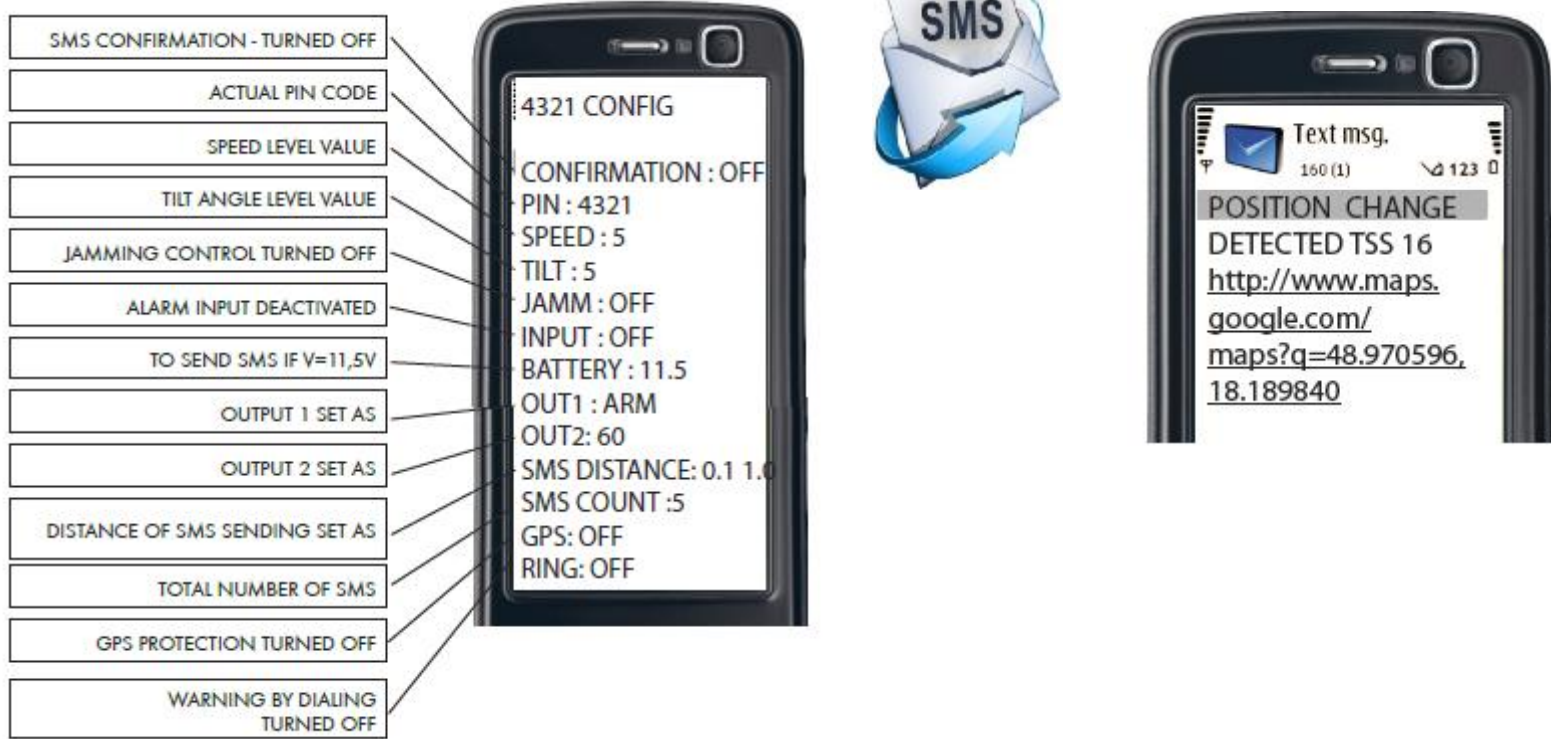 SMS CONFIRMATION - TURNED OFF
ACTUAL PIN CODE
SPEED LEVEL VALUE
TILT ANGLE LEVEL VALUE
JAMMING CONTROL TURNED OFF
ALARM INPUT DEACTIVATED
TO SEND SMS IF V=11,5V
OUTPUT 1 SET AS
OUTPUT 2 SET AS
DISTANCE OF SMS SENDING SET AS
TOTAL NUMBER OF SMS
GPS PROTECTION TURNED OFF
WARNING BY DIALING
TURNED OFF
4321 CONFIG
CONFIRMATION : OFF
PIN : 4321
SPEED : 5
TILT : 5
JAMM : OFF
INPUT : OFF
BATTERY : 11.5
OUT1 : ARM
OUT2: 60
SMS DISTANCE: 0.1 1.0
SMS COUNT :5
GPS: OFF
RING: OFF
SMS
Text msg.
160 (1)
123
POSITION CHANGE
DETECTED TSS 16
http://www.maps.
google.com/
maps?q=48.970596,
18.189840